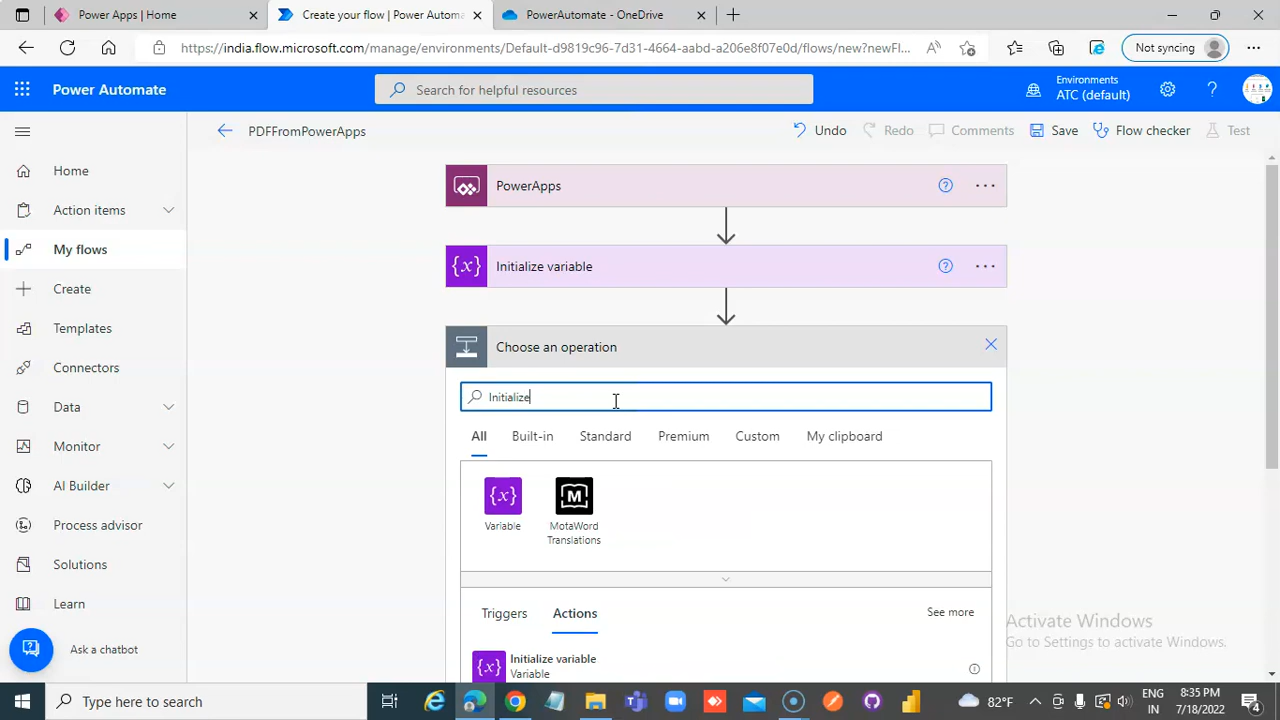 Power Apps | Home
Create your flow | Power Automa
PowerAutomate - OneDrive
https://india.flow.microsoft.com/manage/environments/Default-d9819c96-7d31-4664-aabd-a206e8f07e0d/flows/new?newFl...
Not syncing
Power Automate
Search for helpful resources
Environments
ATC (default)
PDFFromPowerApps
Undo
Redo
Comments
Save
Flow checker
Test
Home
Action items
My flows
Create
Templates
Connectors
Data
Monitor
AI Builder
Process advisor
Solutions
Learn
Ask a chatbot
PowerApps
{x} Initialize variable
Choose an operation
Initialize
All Built-in Standard Premium Custom My clipboard
{x} M
Variable
MotaWord
Translations
Triggers Actions See more
{x} Initialize variable
Variable
Activate Windows
Go to Settings to activate Windows.
Type here to search
82°F
ENG
IN
8:35 PM
7/18/2022